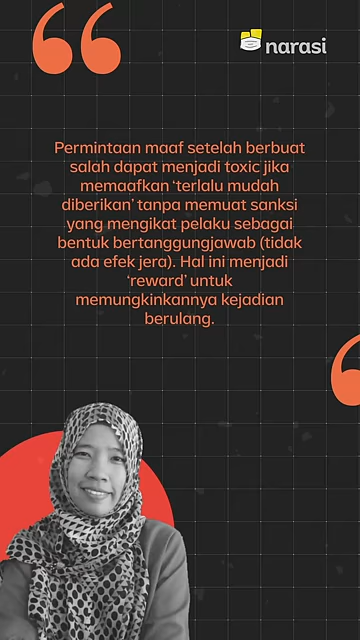 narasi
Permintaan maaf setelah berbuat
salah dapat menjadi toxic jika
memaafkan ‘terlalu mudah
diberikan’ tanpa memuat sanksi
yang mengikat pelaku sebagai
bentuk bertanggungjawab (tidak
ada efek jera). Hal ini menjadi
‘reward’ untuk
memungkinkannya kejadian
berulang.